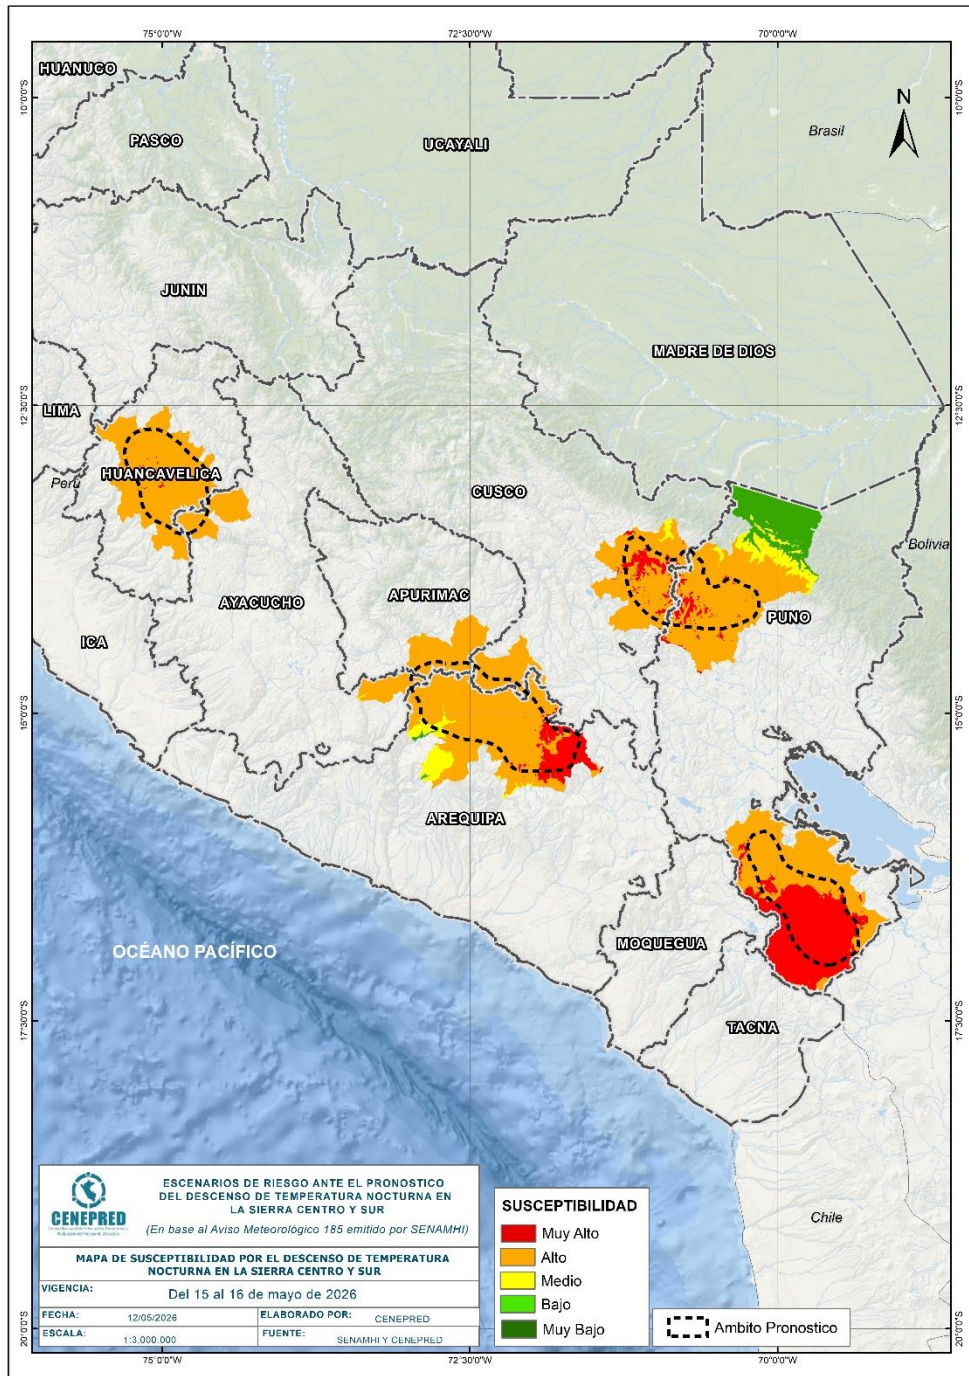 75°0'0"W
72°30'0"W
70°0'0"W
HUANUCO
10°0'0"S
10°0'0"S
N
Brasil
PASCO
UCAYALI
JUNIN
MADRE DE DIOS
12°30'0"S
12°30'0"S
LIMA
HUANCAVELICA
Perú
CUSCO
Bolivia
AYACUCHO
APURIMAC
PUNO
ICA
15°0'0"S
15°0'0"S
AREQUIPA
MOQUEGUA
OCÉANO PACÍFICO
TACNA
17°30'0"S
17°30'0"S
Chile
CENEPRED
ESCENARIOS DE RIESGO ANTE EL PRONOSTICO
DEL DESCENSO DE TEMPERATURA NOCTURNA EN
LA SIERRA CENTRO Y SUR
(En base al Aviso Meteorológico 185 emitido por SENAMHI)
MAPA DE SUSCEPTIBILIDAD POR EL DESCENSO DE TEMPERATURA
NOCTURNA EN LA SIERRA CENTRO Y SUR
VIGENCIA:
Del 15 al 16 de mayo de 2026
FECHA:
12/05/2026
ELABORADO POR:
CENEPRED
ESCALA:
1:3.000.000
FUENTE:
SENAMHI Y CENEPRED
SUSCEPTIBILIDAD
Muy Alto
Alto
Medio
Bajo
Muy Bajo
Ambito Pronostico
20°0'0"S
20°0'0"S
75°0'0"W
72°30'0"W
70°0'0"W